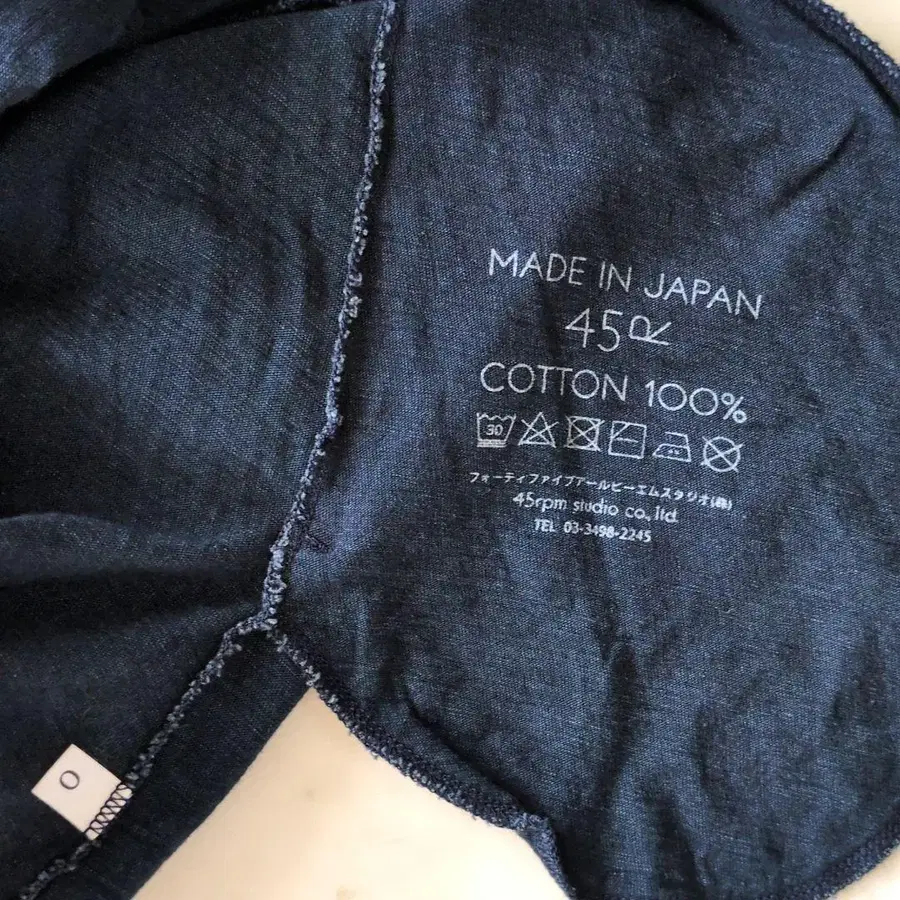 MADE IN JAPAN
45R
COTTON 100%
30
フォーティファイブアールピーエムスタジオ(株)
45rpm studio co., ltd.
TEL 03-3498-2245
0